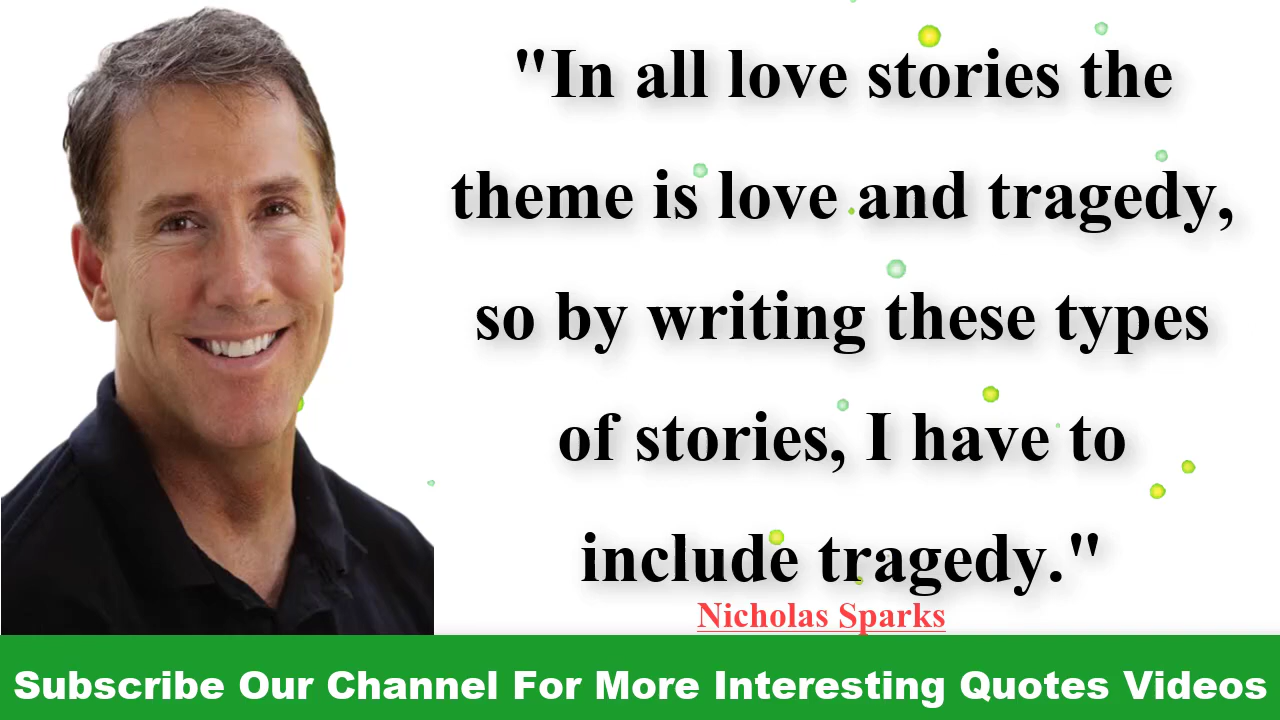 "In all love stories the
theme is love and tragedy,
so by writing these types
of stories, I have to
include tragedy."
Nicholas Sparks
Subscribe Our Channel For More Interesting Quotes Videos